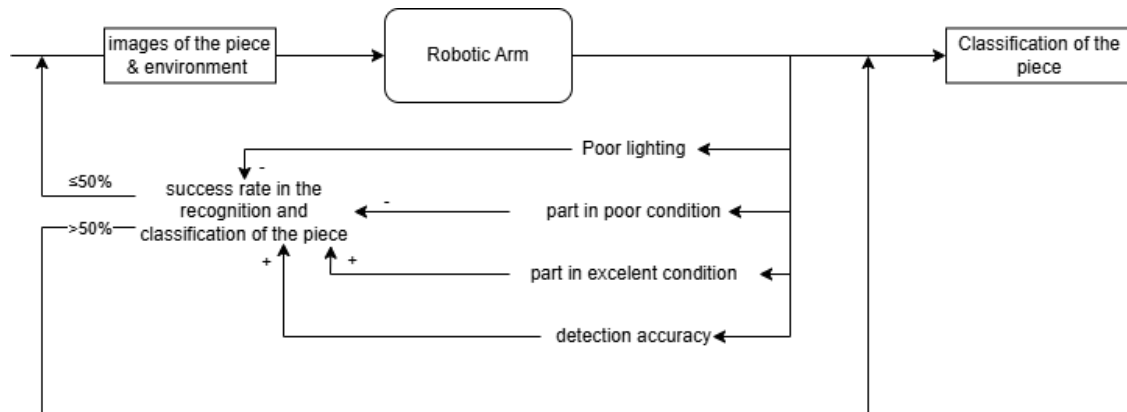 images of the piece
& environment
Robotic Arm
Classification of the
piece
Poor lighting
-
≤50%
success rate in the
recognition and
classification of the piece
-
part in poor condition
>50%
+
+
part in excelent condition
detection accuracy